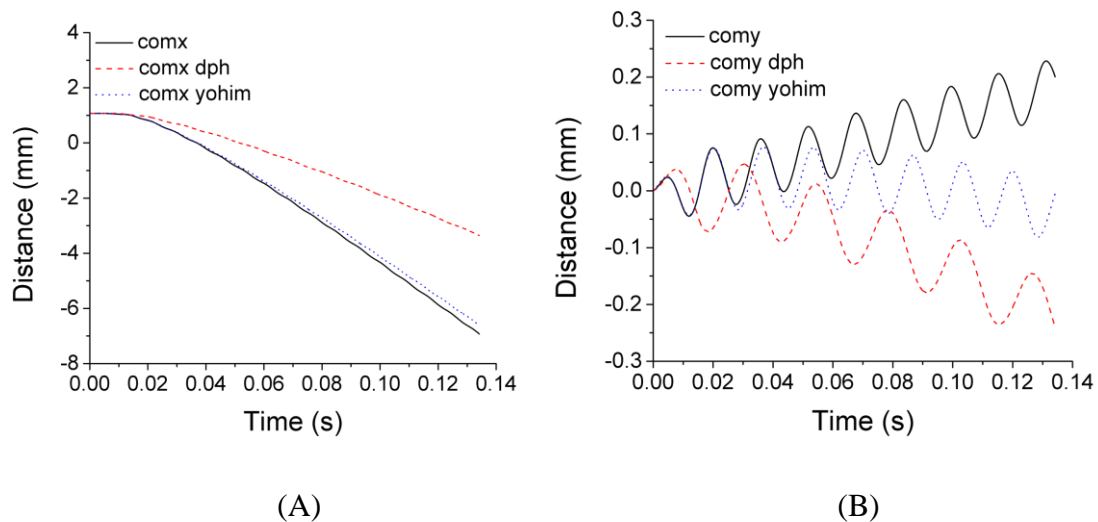 A
comx
comx dph
comx yohim
4
2
0
-2
-4
-6
-8
Distance (mm)
0.00 0.02 0.04 0.06 0.08 0.10 0.12 0.14
Time (s)
(A)
B
comy
comy dph
comy yohim
0.3
0.2
0.1
0.0
-0.1
-0.2
-0.3
Distance (mm)
0.00 0.02 0.04 0.06 0.08 0.10 0.12 0.14
Time (s)
(B)